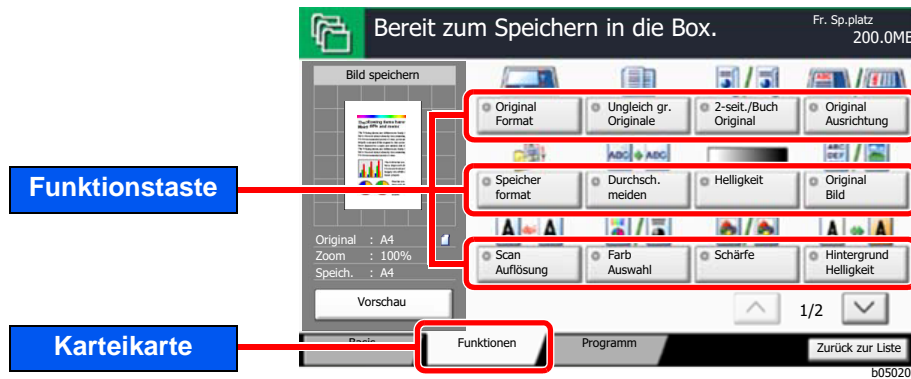 Bereit zum Speichern in die Box.
Fr. Sp.platz
200.0MB
Bild speichern
Original Format
Ungleich gr. Originale
2-seit./Buch Original
Original Ausrichtung
Funktionstaste
Speicher format
Durchsch. meiden
Helligkeit
Original Bild
Original : A4
Zoom : 100%
Speich. : A4
Scan Auflösung
Farb Auswahl
Schärfe
Hintergrund Helligkeit
Vorschau
1/2
Karteikarte
Basis
Funktionen
Programm
Zurück zur Liste
b05020